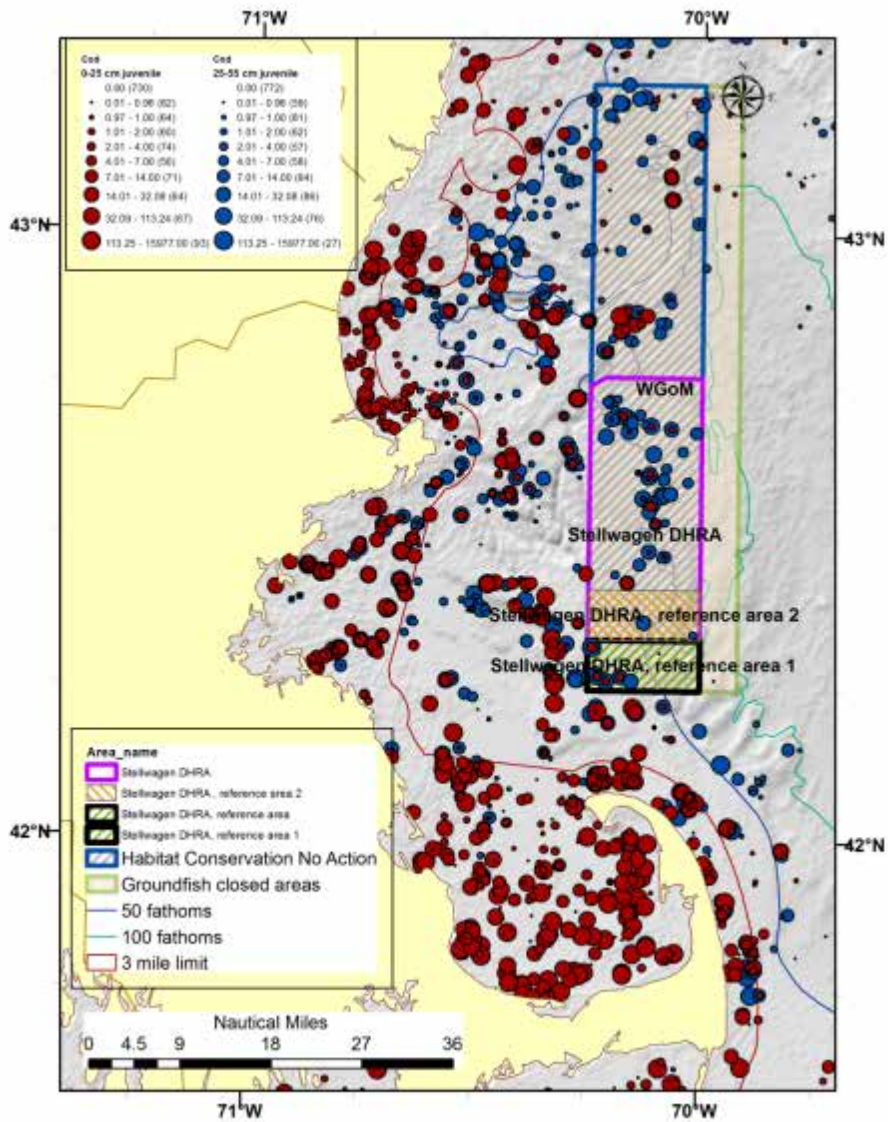 71°W 70°W
Cod
0-25 cm juvenile
0.00 (730)
0.01 - 0.96 (62)
0.97 - 1.00 (64)
1.01 - 2.00 (60)
2.01 - 4.00 (74)
4.01 - 7.00 (56)
7.01 - 14.00 (71)
14.01 - 32.08 (64)
32.09 - 113.24 (67)
113.25 - 15977.00 (93)
Cod
25-55 cm juvenile
0.00 (772)
0.01 - 0.96 (56)
0.97 - 1.00 (61)
1.01 - 2.00 (62)
2.01 - 4.00 (57)
4.01 - 7.00 (58)
7.01 - 14.00 (84)
14.01 - 32.08 (86)
32.09 - 113.24 (76)
113.25 - 15977.00 (27)
43°N 43°N
WGoM
Stellwagen DHRA
Stellwagen DHRA, reference area 2
Stellwagen DHRA, reference area 1
Area_name
Stellwagen DHRA
Stellwagen DHRA, reference area 2
Stellwagen DHRA, reference area
Stellwagen DHRA, reference area 1
Habitat Conservation No Action
Groundfish closed areas
50 fathoms
100 fathoms
3 mile limit
42°N 42°N
Nautical Miles
0 4.5 9 18 27 36
71°W 70°W